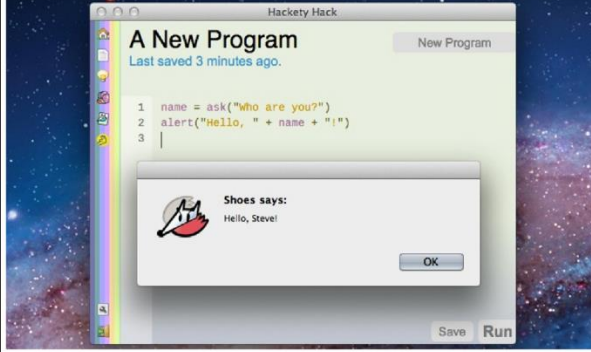 Hackety Hack
A New Program
New Program
Last saved 3 minutes ago.
1 name = ask("Who are you?")
2 alert("Hello, " + name + "!")
3
Shoes says:
Hello, Steve!
OK
Save Run